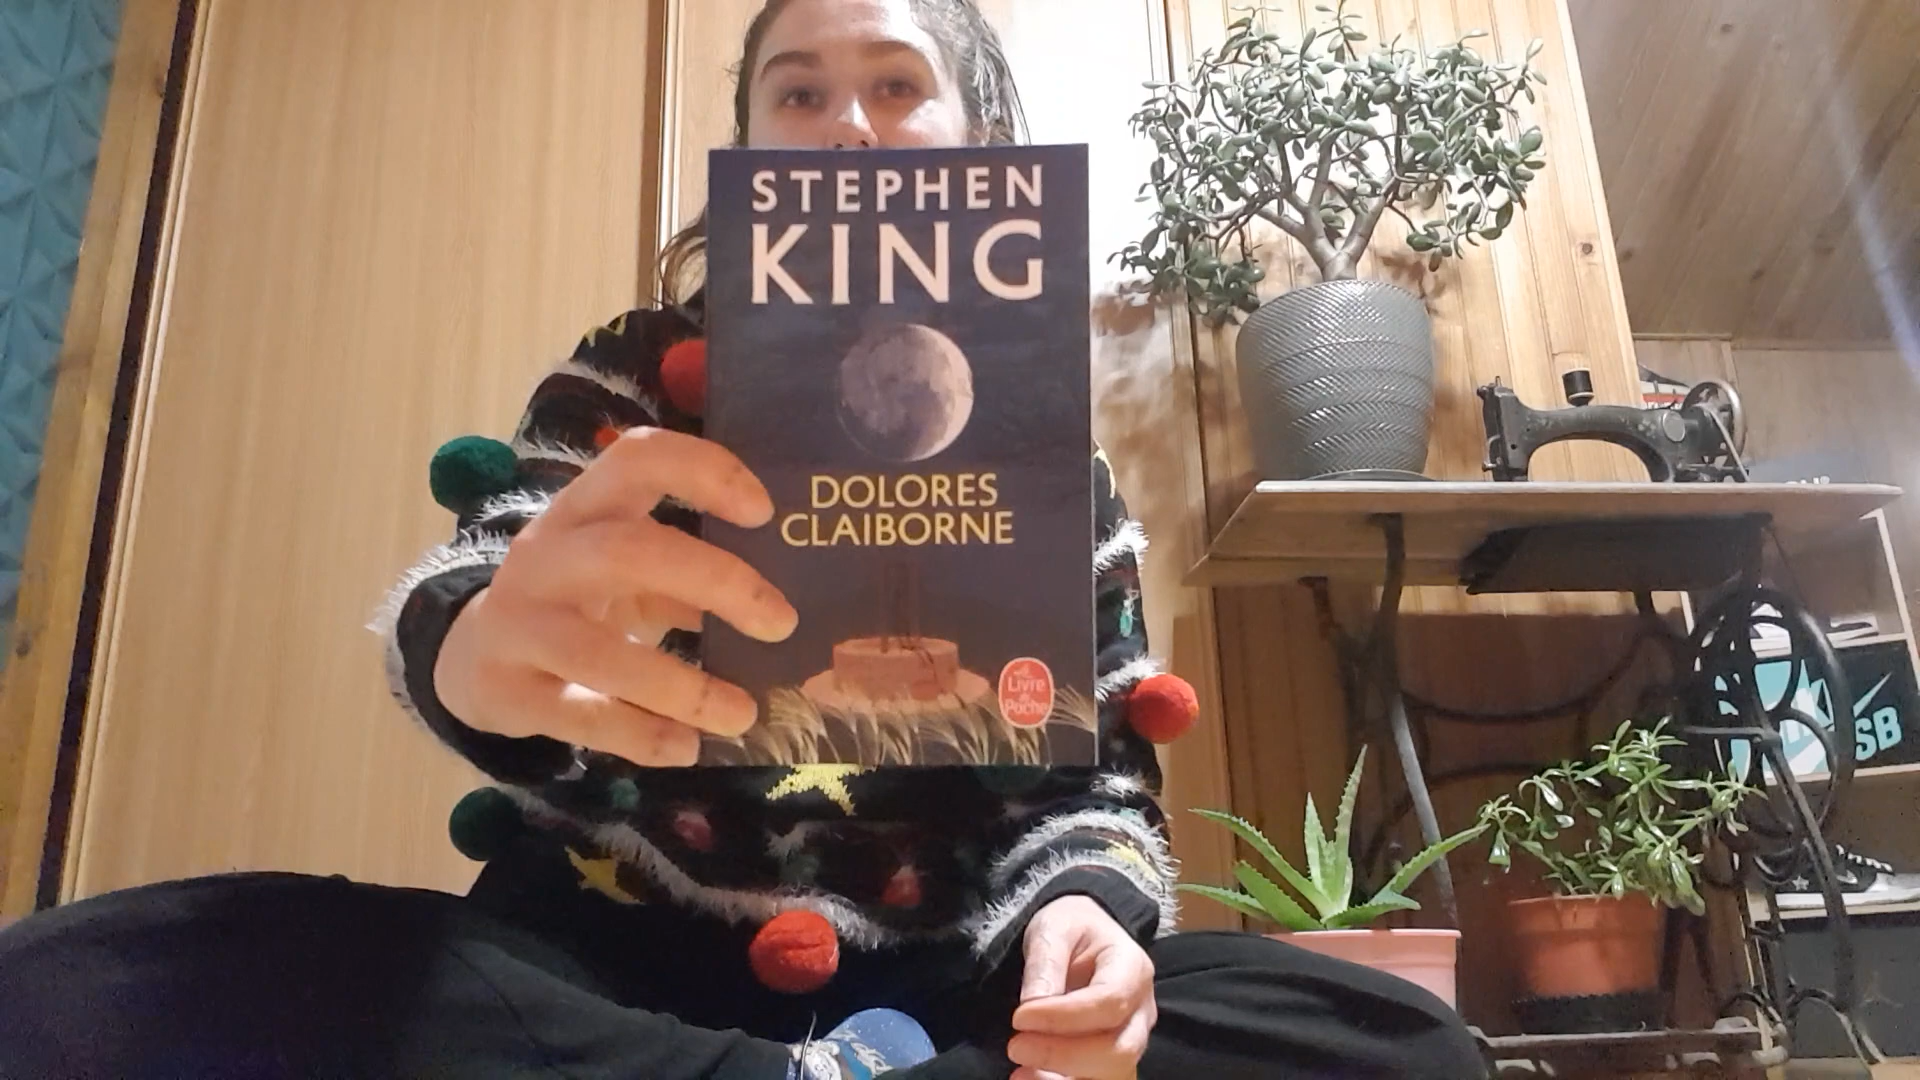 STEPHEN
KING
DOLORES
CLAIBORNE
Le
Livre
de
Poche
SB